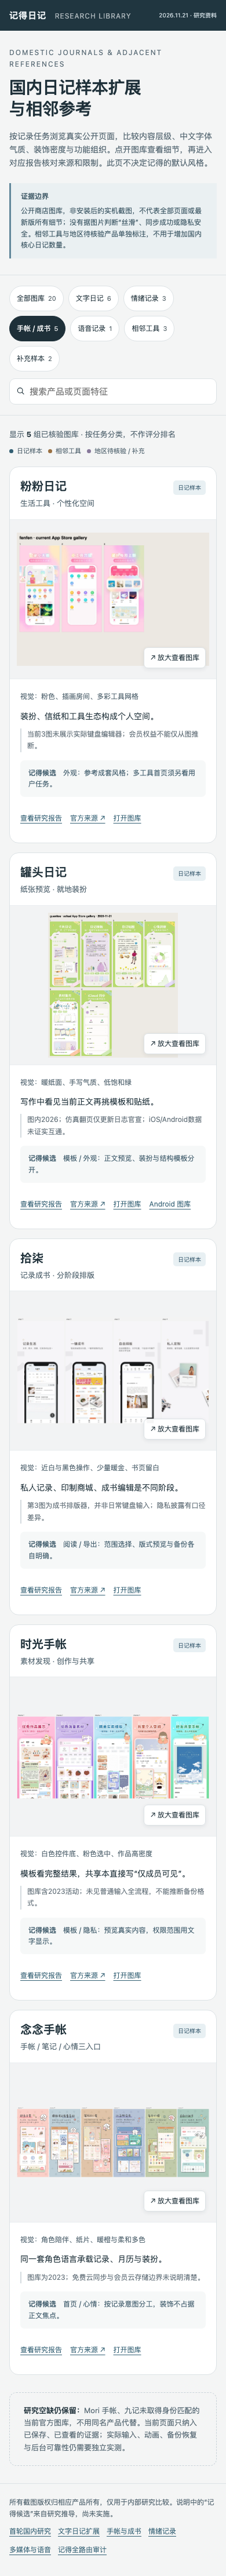 记得日记 RESEARCH LIBRARY 2026.11.21 · 研究资料
DOMESTIC JOURNALS & ADJACENT
REFERENCES
国内日记样本扩展
与相邻参考
按记录任务浏览真实公开页面，比较内容层级、中文字体气质、装饰密度与功能组织。点开图库查看细节，再进入对应报告核对来源和限制。此页不决定记得的默认风格。
证据边界
公开商店图库，非安装后的实机截图，不代表全部页面或最新版所有细节；没有据图片判断“丝滑”、同步成功或隐私安全。相邻工具与地区待核验产品单独标注，不用于增加国内核心日记数量。
全部图库 20
文字日记 6
情绪记录 3
手帐 / 成书 5
语音记录 1
相邻工具 3
补充样本 2
搜索产品或页面特征
显示 5 组已核验图库 · 按任务分类，不作评分排名
日记样本
相邻工具
地区待核验 / 补充
粉粉日记
日记样本
生活工具 · 个性化空间
fenfen · current App Store gallery
↗ 放大查看图库
视觉：粉色、插画房间、多彩工具网格
装扮、信纸和工具生态构成个人空间。
当前3图未展示实际键盘编辑器；会员权益不能仅从图推断。
记得候选 外观：参考成套风格；多工具首页须另看用户任务。
查看研究报告 官方来源 ↗ 打开图库
罐头日记
日记样本
纸张预览 · 就地装扮
↗ 放大查看图库
视觉：暖纸面、手写气质、低饱和绿
写作中看见当前正文再挑模板和贴纸。
图内2026；仿真翻页仅更新日志官宣；iOS/Android数据未证实互通。
记得候选 模板 / 外观：正文预览、装扮与结构模板分开。
查看研究报告 官方来源 ↗ 打开图库 Android 图库
拾柒
日记样本
记录成书 · 分阶段排版
↗ 放大查看图库
视觉：近白与黑色操作、少量暖金、书页留白
私人记录、印制商城、成书编辑是不同阶段。
第3图为成书排版器，并非日常键盘输入；隐私披露有口径差异。
记得候选 阅读 / 导出：范围选择、版式预览与备份各自明确。
查看研究报告 官方来源 ↗ 打开图库
时光手帐
日记样本
素材发现 · 创作与共享
↗ 放大查看图库
视觉：白色控件底、粉色选中、作品高密度
模板看完整结果，共享本直接写“仅成员可见”。
图库含2023活动；未见普通输入全流程，不能推断备份格式。
记得候选 模板 / 隐私：预览真实内容，权限范围用文字显示。
查看研究报告 官方来源 ↗ 打开图库
念念手帐
日记样本
手帐 / 笔记 / 心情三入口
↗ 放大查看图库
视觉：角色陪伴、纸片、暖橙与柔和多色
同一套角色语言承载记录、月历与装扮。
图库为2023；免费云同步与会员云存储边界未说明清楚。
记得候选 首页 / 心情：按记录意图分工，装饰不占据正文焦点。
查看研究报告 官方来源 ↗ 打开图库
研究空缺仍保留：Mori 手帐、九记未取得身份匹配的当前官方图库，不用同名产品代替。当前页面只纳入已保存、已查看的证据；实际输入、动画、备份恢复与后台可靠性仍需要独立实测。
所有截图版权归相应产品所有，仅用于内部研究比较。说明中的“记得候选”来自研究推导，尚未实施。
首轮国内研究 文字日记扩展 手帐与成书 情绪记录
多媒体与语音 记得全路由审计